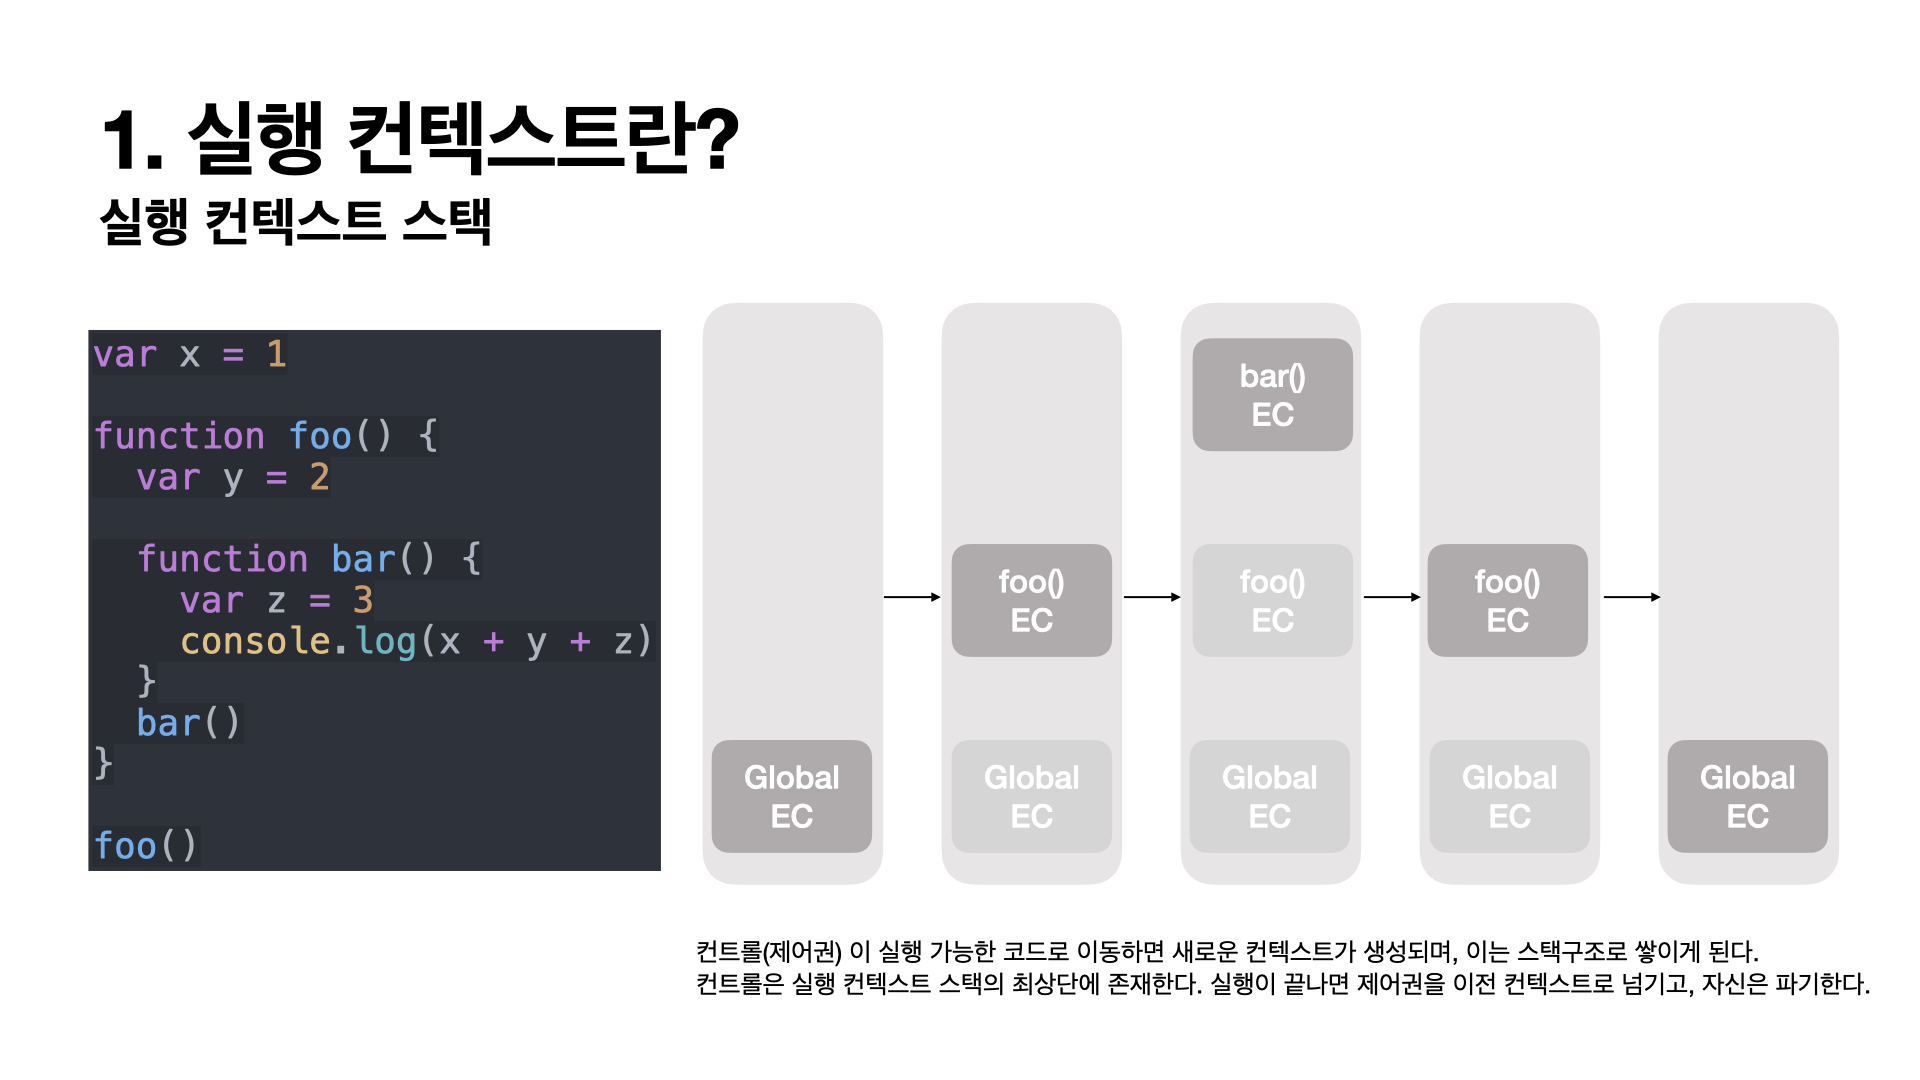 1. 실행 컨텍스트란?
실행 컨텍스트 스택
var x = 1
function foo() {
  var y = 2
  function bar() {
    var z = 3
    console.log(x + y + z)
  }
  bar()
}
foo()
Global
EC
foo()
EC
Global
EC
bar()
EC
foo()
EC
Global
EC
foo()
EC
Global
EC
Global
EC
컨트롤(제어권) 이 실행 가능한 코드로 이동하면 새로운 컨텍스트가 생성되며, 이는 스택구조로 쌓이게 된다.
컨트롤은 실행 컨텍스트 스택의 최상단에 존재한다. 실행이 끝나면 제어권을 이전 컨텍스트로 넘기고, 자신은 파기한다.